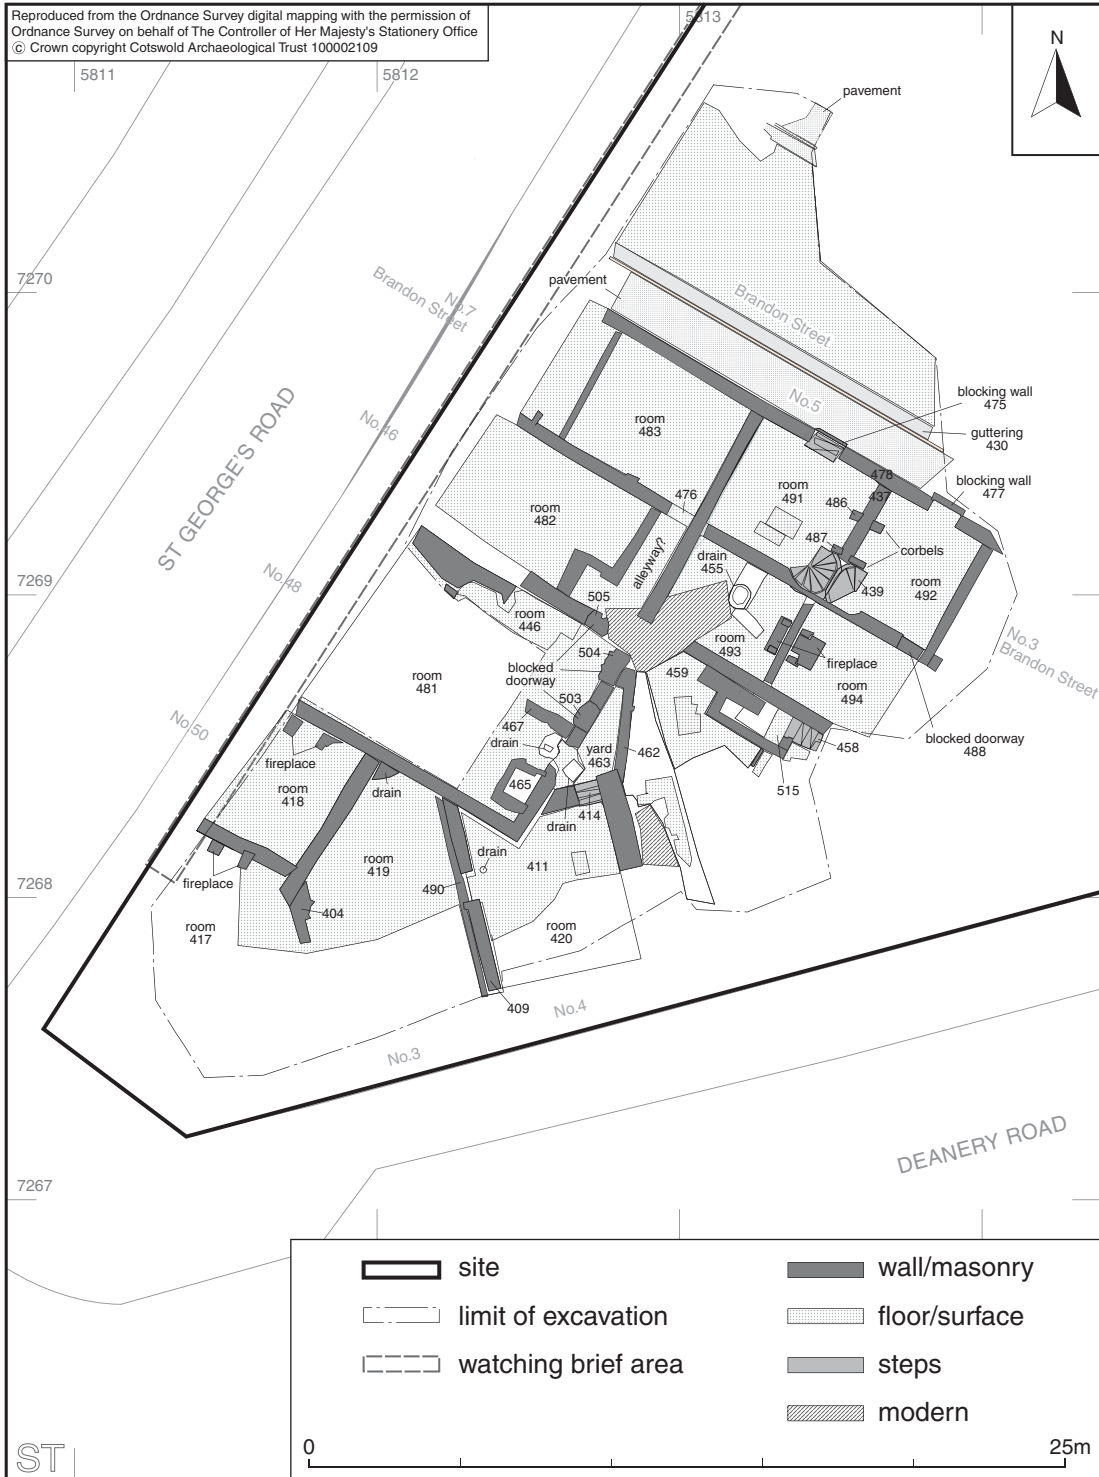 Reproduced from the Ordnance Survey digital mapping with the permission of
Ordnance Survey on behalf of The Controller of Her Majesty's Stationery Office
© Crown copyright Cotswold Archaeological Trust 100002109
5811
5812
5813
N
pavement
7270
No.7
Brandon Street
pavement
Brandon Street
No.5
blocking wall
475
guttering
430
No.46
ST GEORGE'S ROAD
room
483
478
437
blocking wall
477
room
491
486
476
room
482
487
corbels
alleyway?
drain
455
439
room
492
7269
No.48
505
room
446
No.3
Brandon Street
504
room
493
fireplace
blocked
doorway
459
room
481
room
494
503
No.50
467
drain
yard
463
462
458
blocked doorway
488
fireplace
465
room
418
drain
414
515
drain
drain
room
419
411
7268
fireplace
490
404
room
417
room
420
409
No.4
No.3
DEANERY ROAD
7267
site
limit of excavation
watching brief area
wall/masonry
floor/surface
steps
modern
ST
0
25m